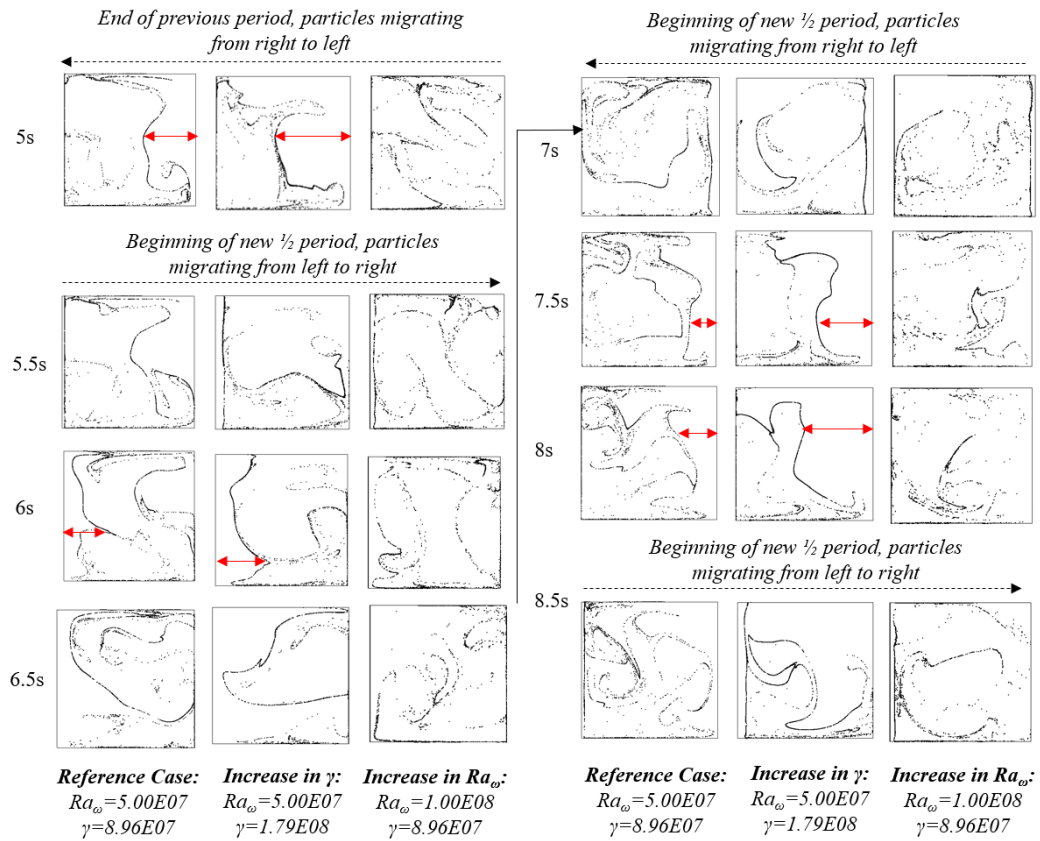 End of previous period, particles migrating
from right to left
5s
Beginning of new ½ period, particles
migrating from left to right
5.5s
6s
6.5s
Reference Case:
Raω=5.00E07
γ=8.96E07
Increase in γ:
Raω=5.00E07
γ=1.79E08
Increase in Raω:
Raω=1.00E08
γ=8.96E07
Beginning of new ½ period, particles
migrating from right to left
7s
7.5s
8s
Beginning of new ½ period, particles
migrating from left to right
8.5s
Reference Case:
Raω=5.00E07
γ=8.96E07
Increase in γ:
Raω=5.00E07
γ=1.79E08
Increase in Raω:
Raω=1.00E08
γ=8.96E07